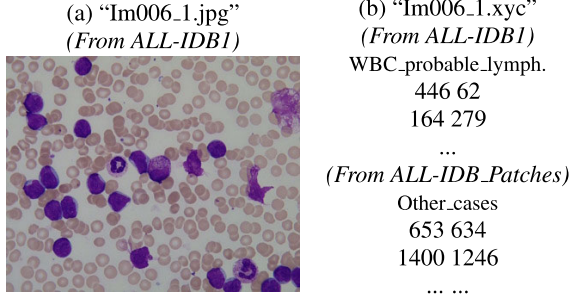 (a) “Im006_1.jpg”
(From ALL-IDB1)
(b) “Im006_1.xyc”
(From ALL-IDB1)
WBC_probable_lymph.
446 62
164 279
...
(From ALL-IDB_Patches)
Other_cases
653 634
1400 1246
... ...